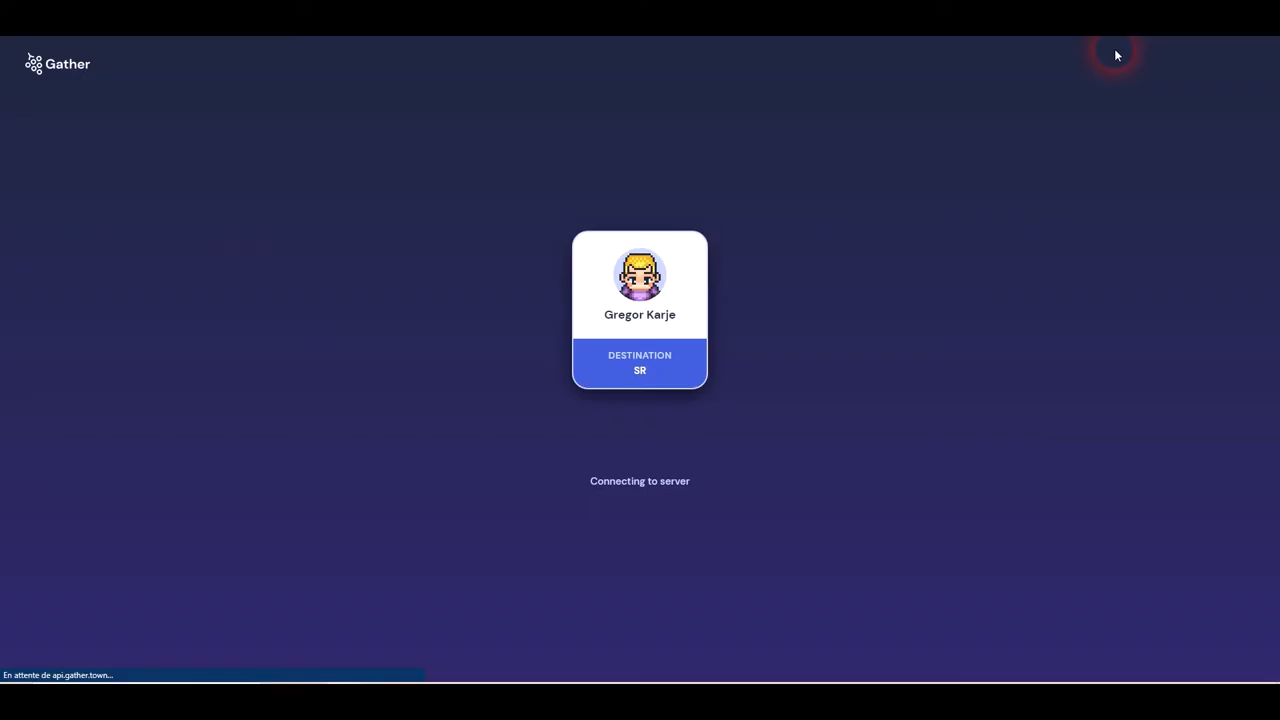 Gather
Gregor Karje
DESTINATION
SR
Connecting to server
En attente de api.gather.town...